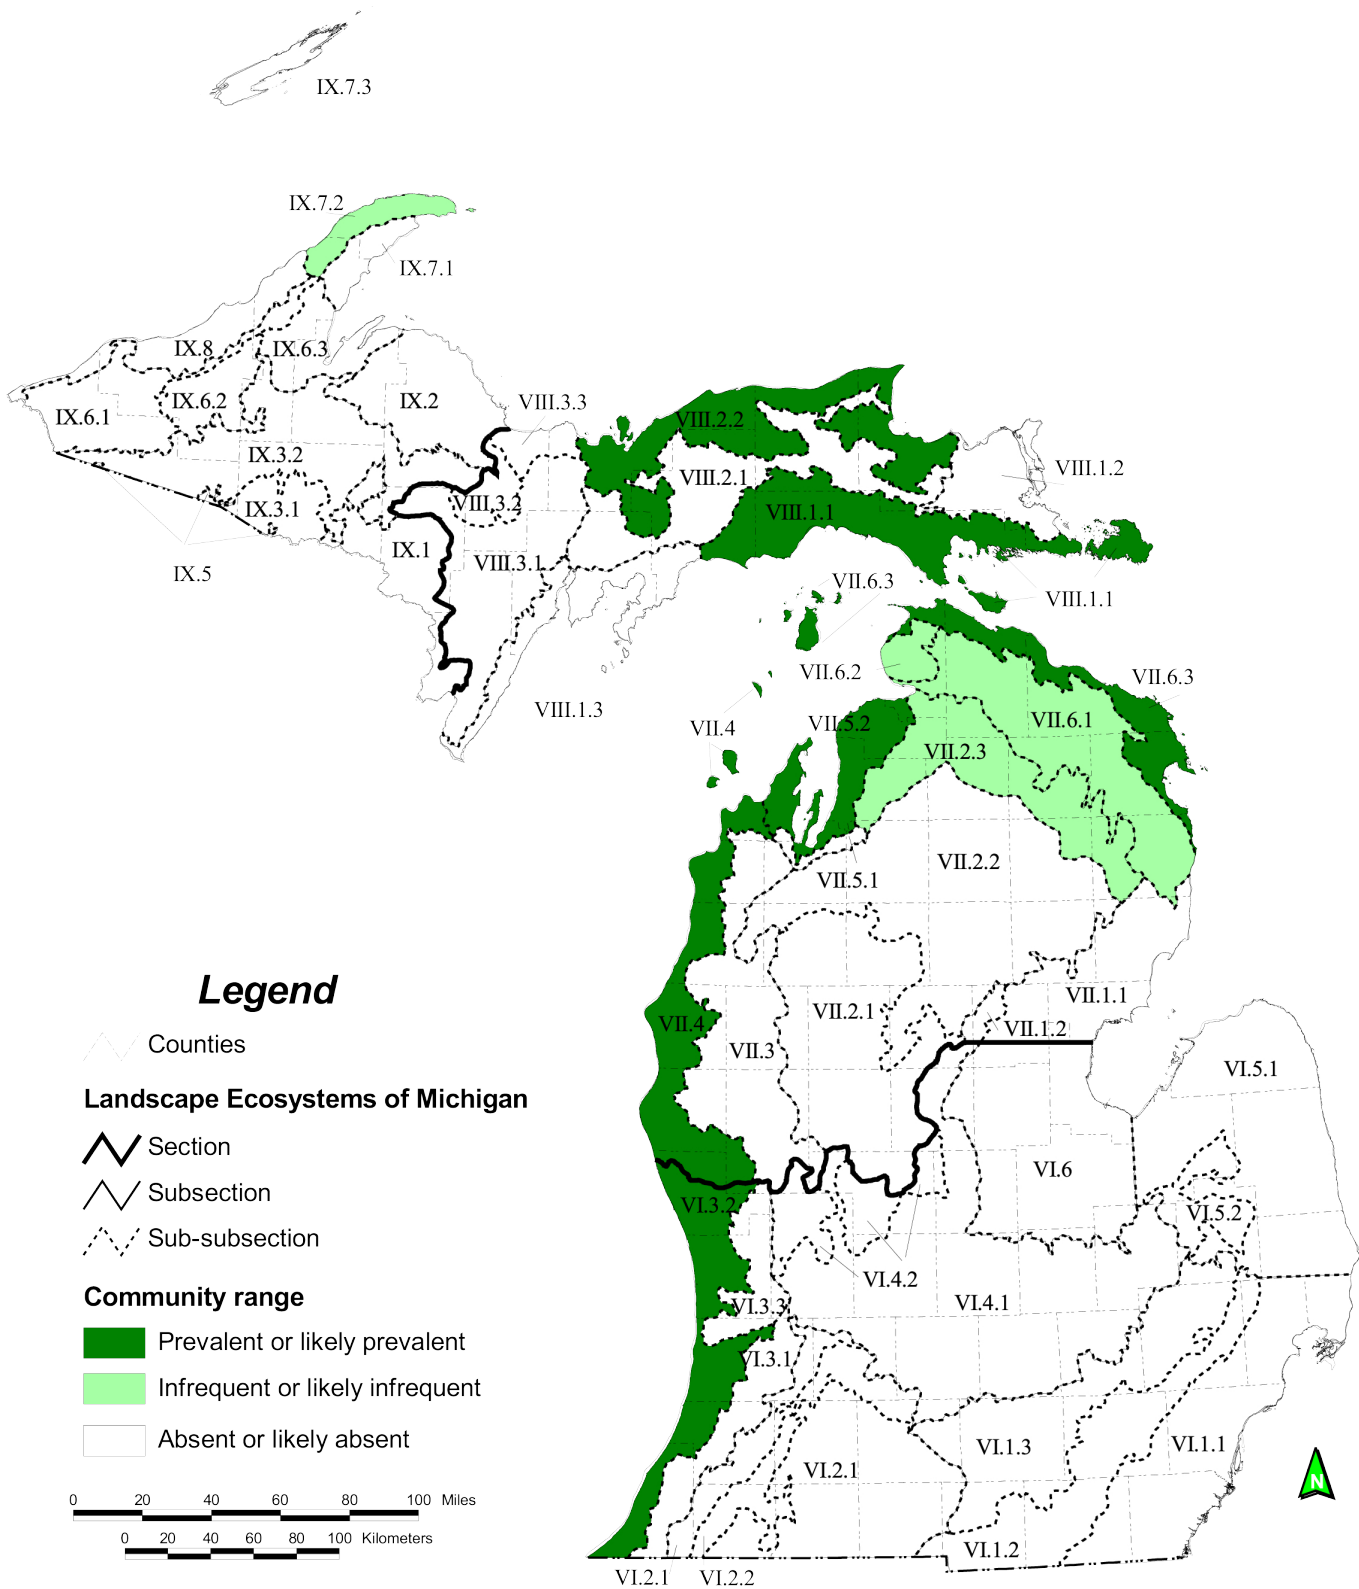 IX.7.3
IX.7.2
IX.7.1
IX.8
IX.6.3
IX.6.2
IX.6.1
IX.2
VIII.3.3
VIII.2.2
IX.3.2
VIII.2.1
VIII.1.2
IX.3.1
VIII.3.2
VIII.1.1
IX.1
VIII.3.1
IX.5
VII.6.3
VIII.1.1
VII.6.2
VII.6.3
VIII.1.3
VII.4
VII.5.2
VII.6.1
VII.2.3
VII.2.2
VII.5.1
VII.1.1
VII.2.1
VII.4
VII.1.2
VII.3
VI.5.1
VI.6
VI.3.2
VI.5.2
VI.4.2
VI.3.3
VI.4.1
VI.3.1
VI.1.3
VI.1.1
VI.2.1
VI.1.2
VI.2.1
VI.2.2
Legend
Counties
Landscape Ecosystems of Michigan
Section
Subsection
Sub-subsection
Community range
Prevalent or likely prevalent
Infrequent or likely infrequent
Absent or likely absent
0 20 40 60 80 100 Miles
0 20 40 60 80 100 Kilometers
N